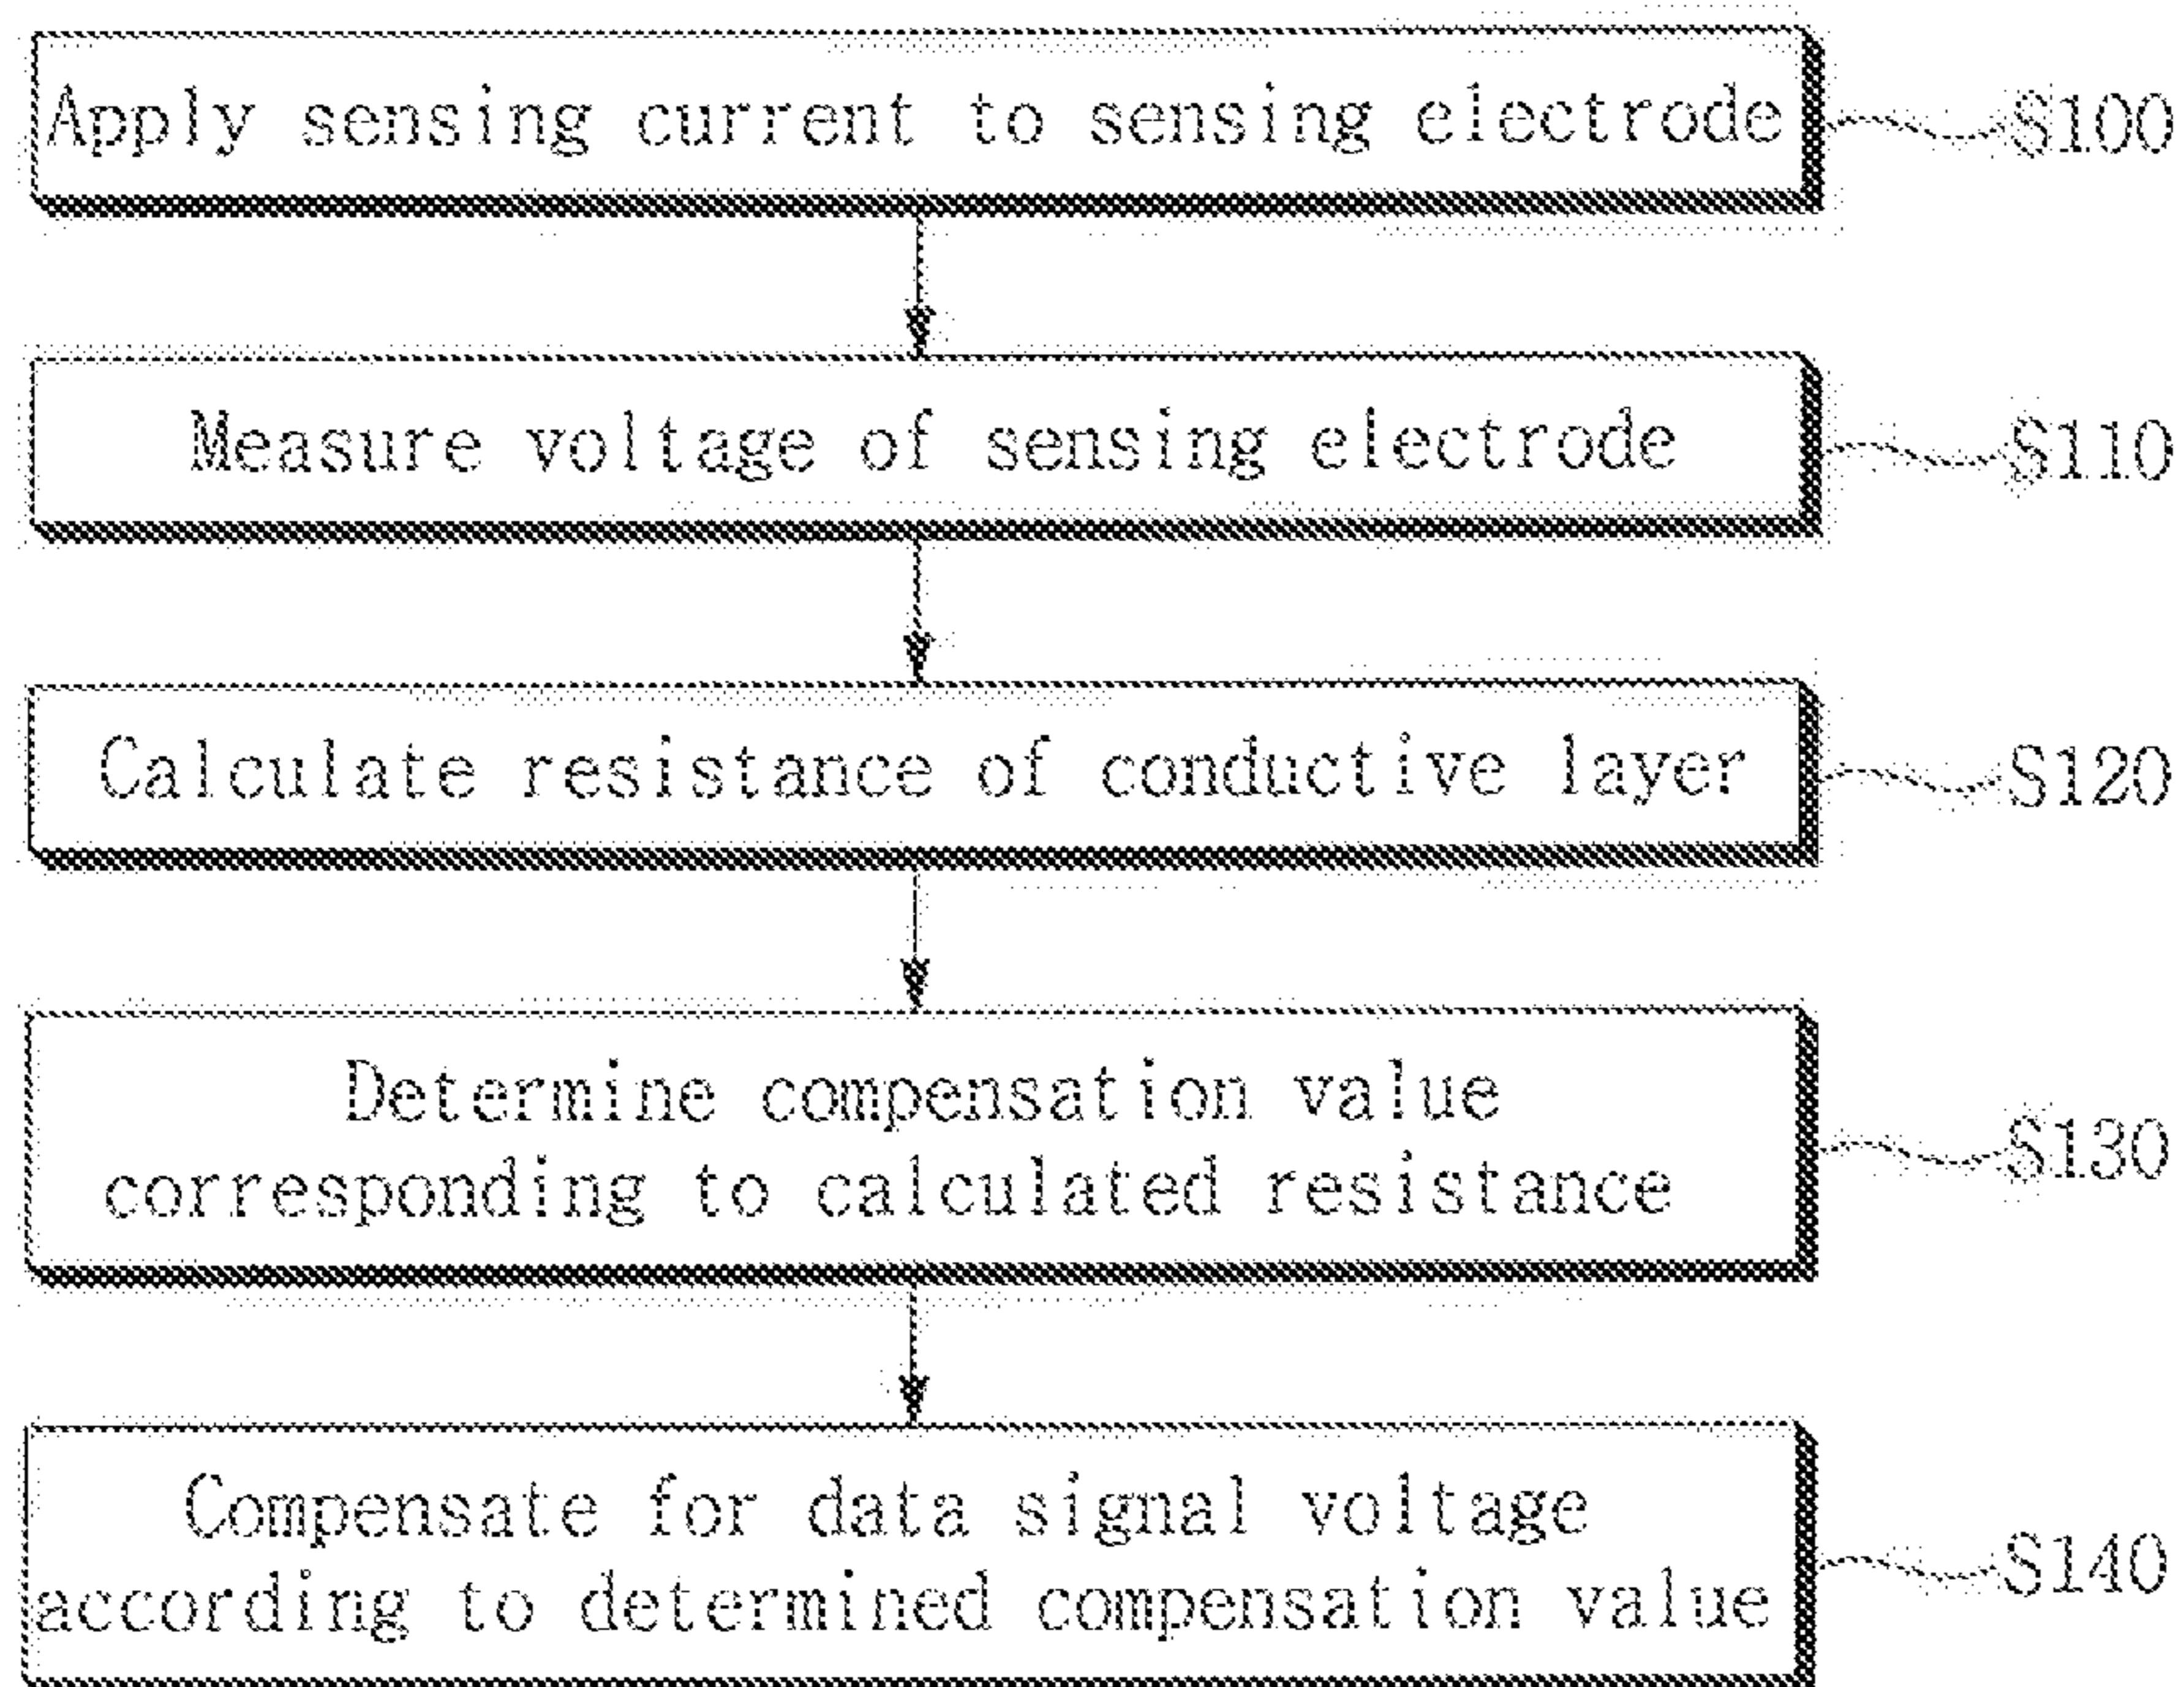 Apply sensing current to sensing electrode
S100
Measure voltage of sensing electrode
S110
Calculate resistance of conductive layer
S120
Determine compensation value
corresponding to calculated resistance
S130
Compensate for data signal voltage
according to determined compensation value
S140